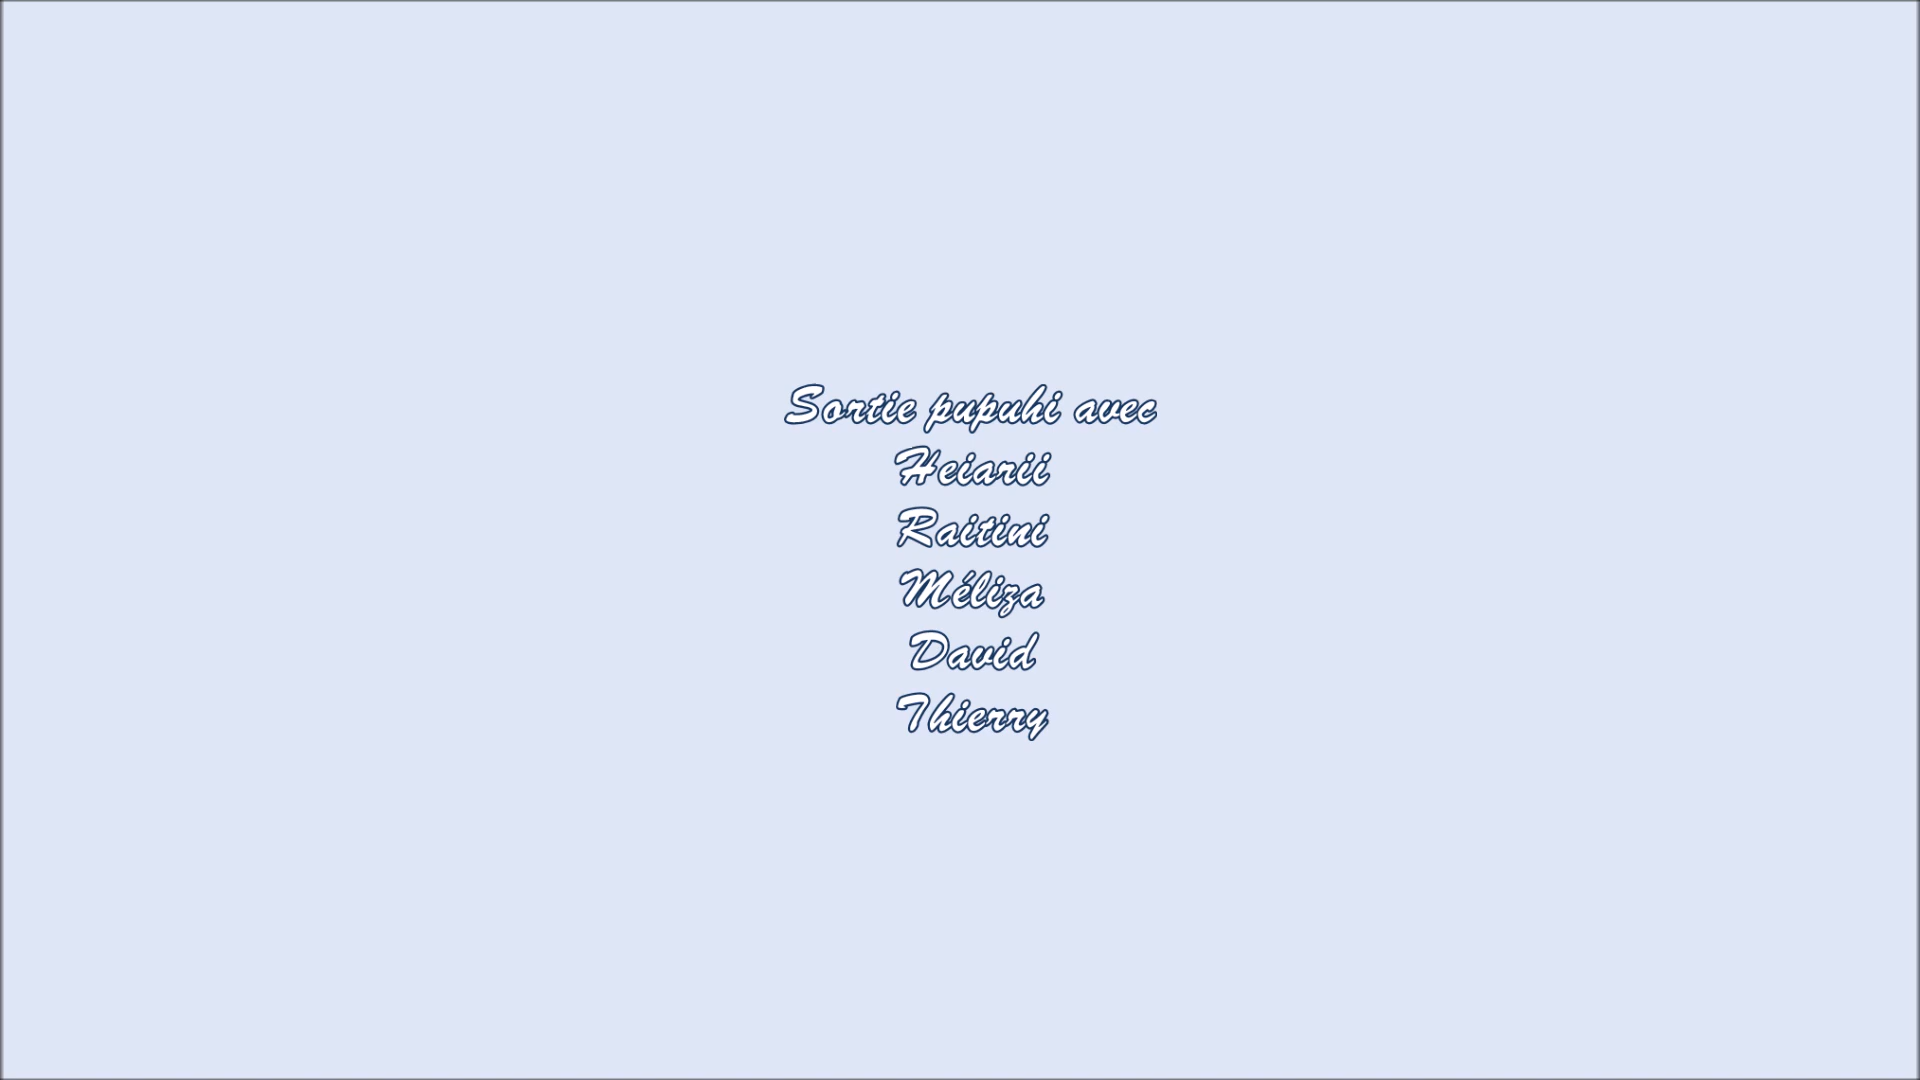 Sortie pupuhi avec
Heiarii
Raitini
Méliza
David
Thierry